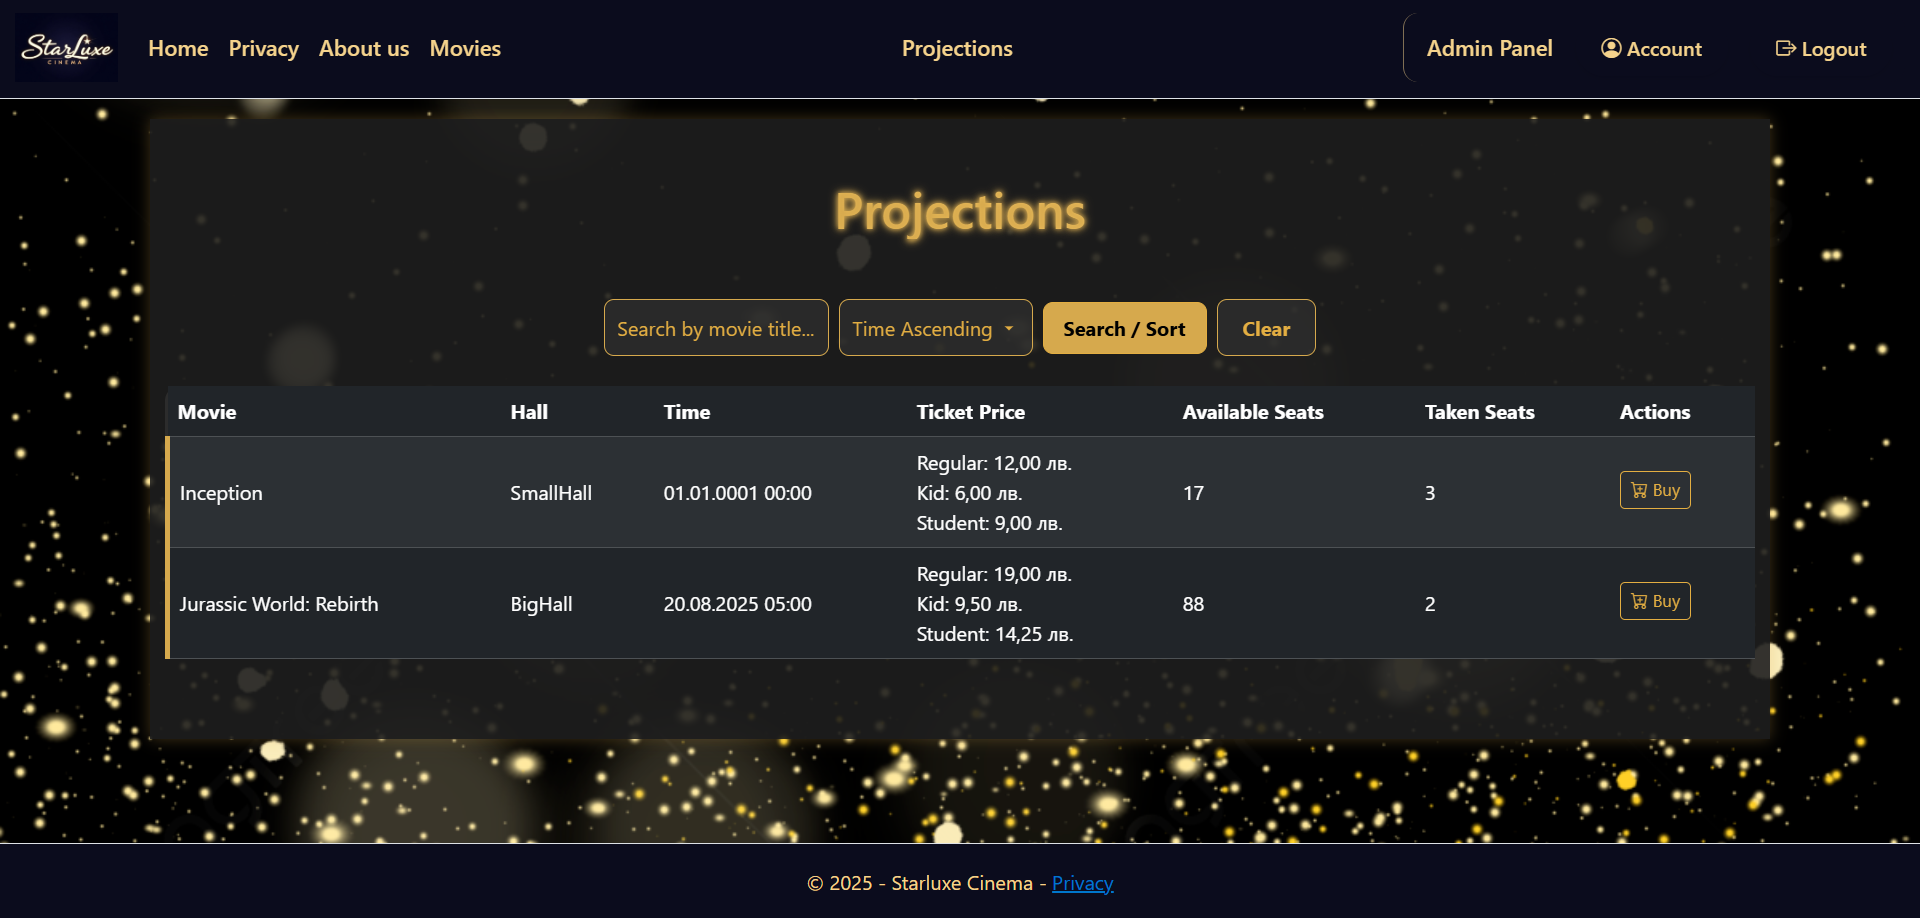 StarLuxe
CINEMA
Home Privacy About us Movies Projections Admin Panel Account Logout
Projections
Search by movie title... Time Ascending Search / Sort Clear
Movie Hall Time Ticket Price Available Seats Taken Seats Actions
Regular: 12,00 лв.
Inception SmallHall 01.01.0001 00:00 Kid: 6,00 лв. 17 3 Buy
Student: 9,00 лв.
Regular: 19,00 лв.
Jurassic World: Rebirth BigHall 20.08.2025 05:00 Kid: 9,50 лв. 88 2 Buy
Student: 14,25 лв.
© 2025 - Starluxe Cinema - Privacy